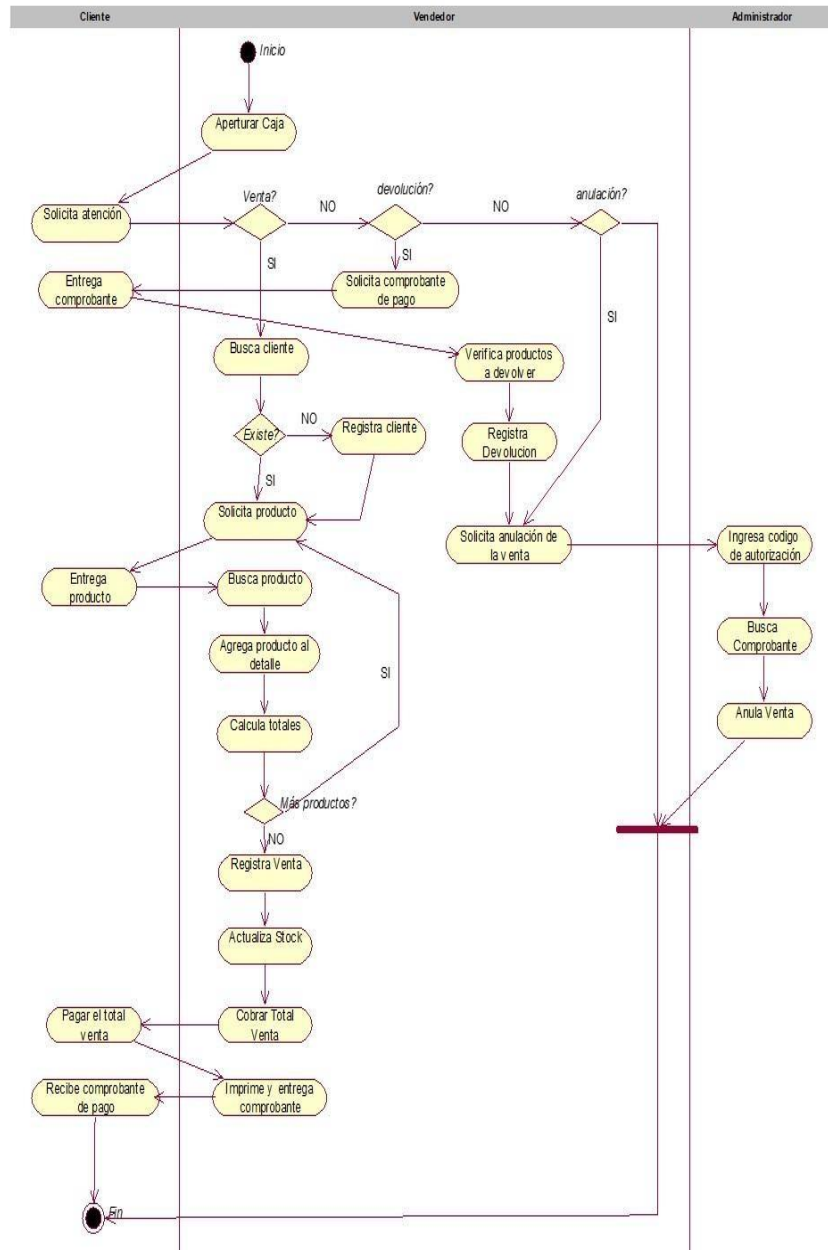 Cliente
Vendedor
Administrador
Inicio
Aperturar Caja
Solicita atención
Venta?
NO
devolución?
NO
anulación?
SI
SI
SI
Entrega
comprobante
Solicita comprobante
de pago
Busca cliente
Verifica productos
a devolver
Existe?
NO
Registra cliente
Registra
Devolucion
SI
Solicita producto
Solicita anulación de
la venta
Ingresa codigo
de autorización
Entrega
producto
Busca producto
Busca
Comprobante
Agrega producto al
detalle
SI
Calcula totales
Anula Venta
Más productos?
NO
Registra Venta
Actualiza Stock
Pagar el total
venta
Cobrar Total
Venta
Recibe comprobante
de pago
Imprime y entrega
comprobante
Fin